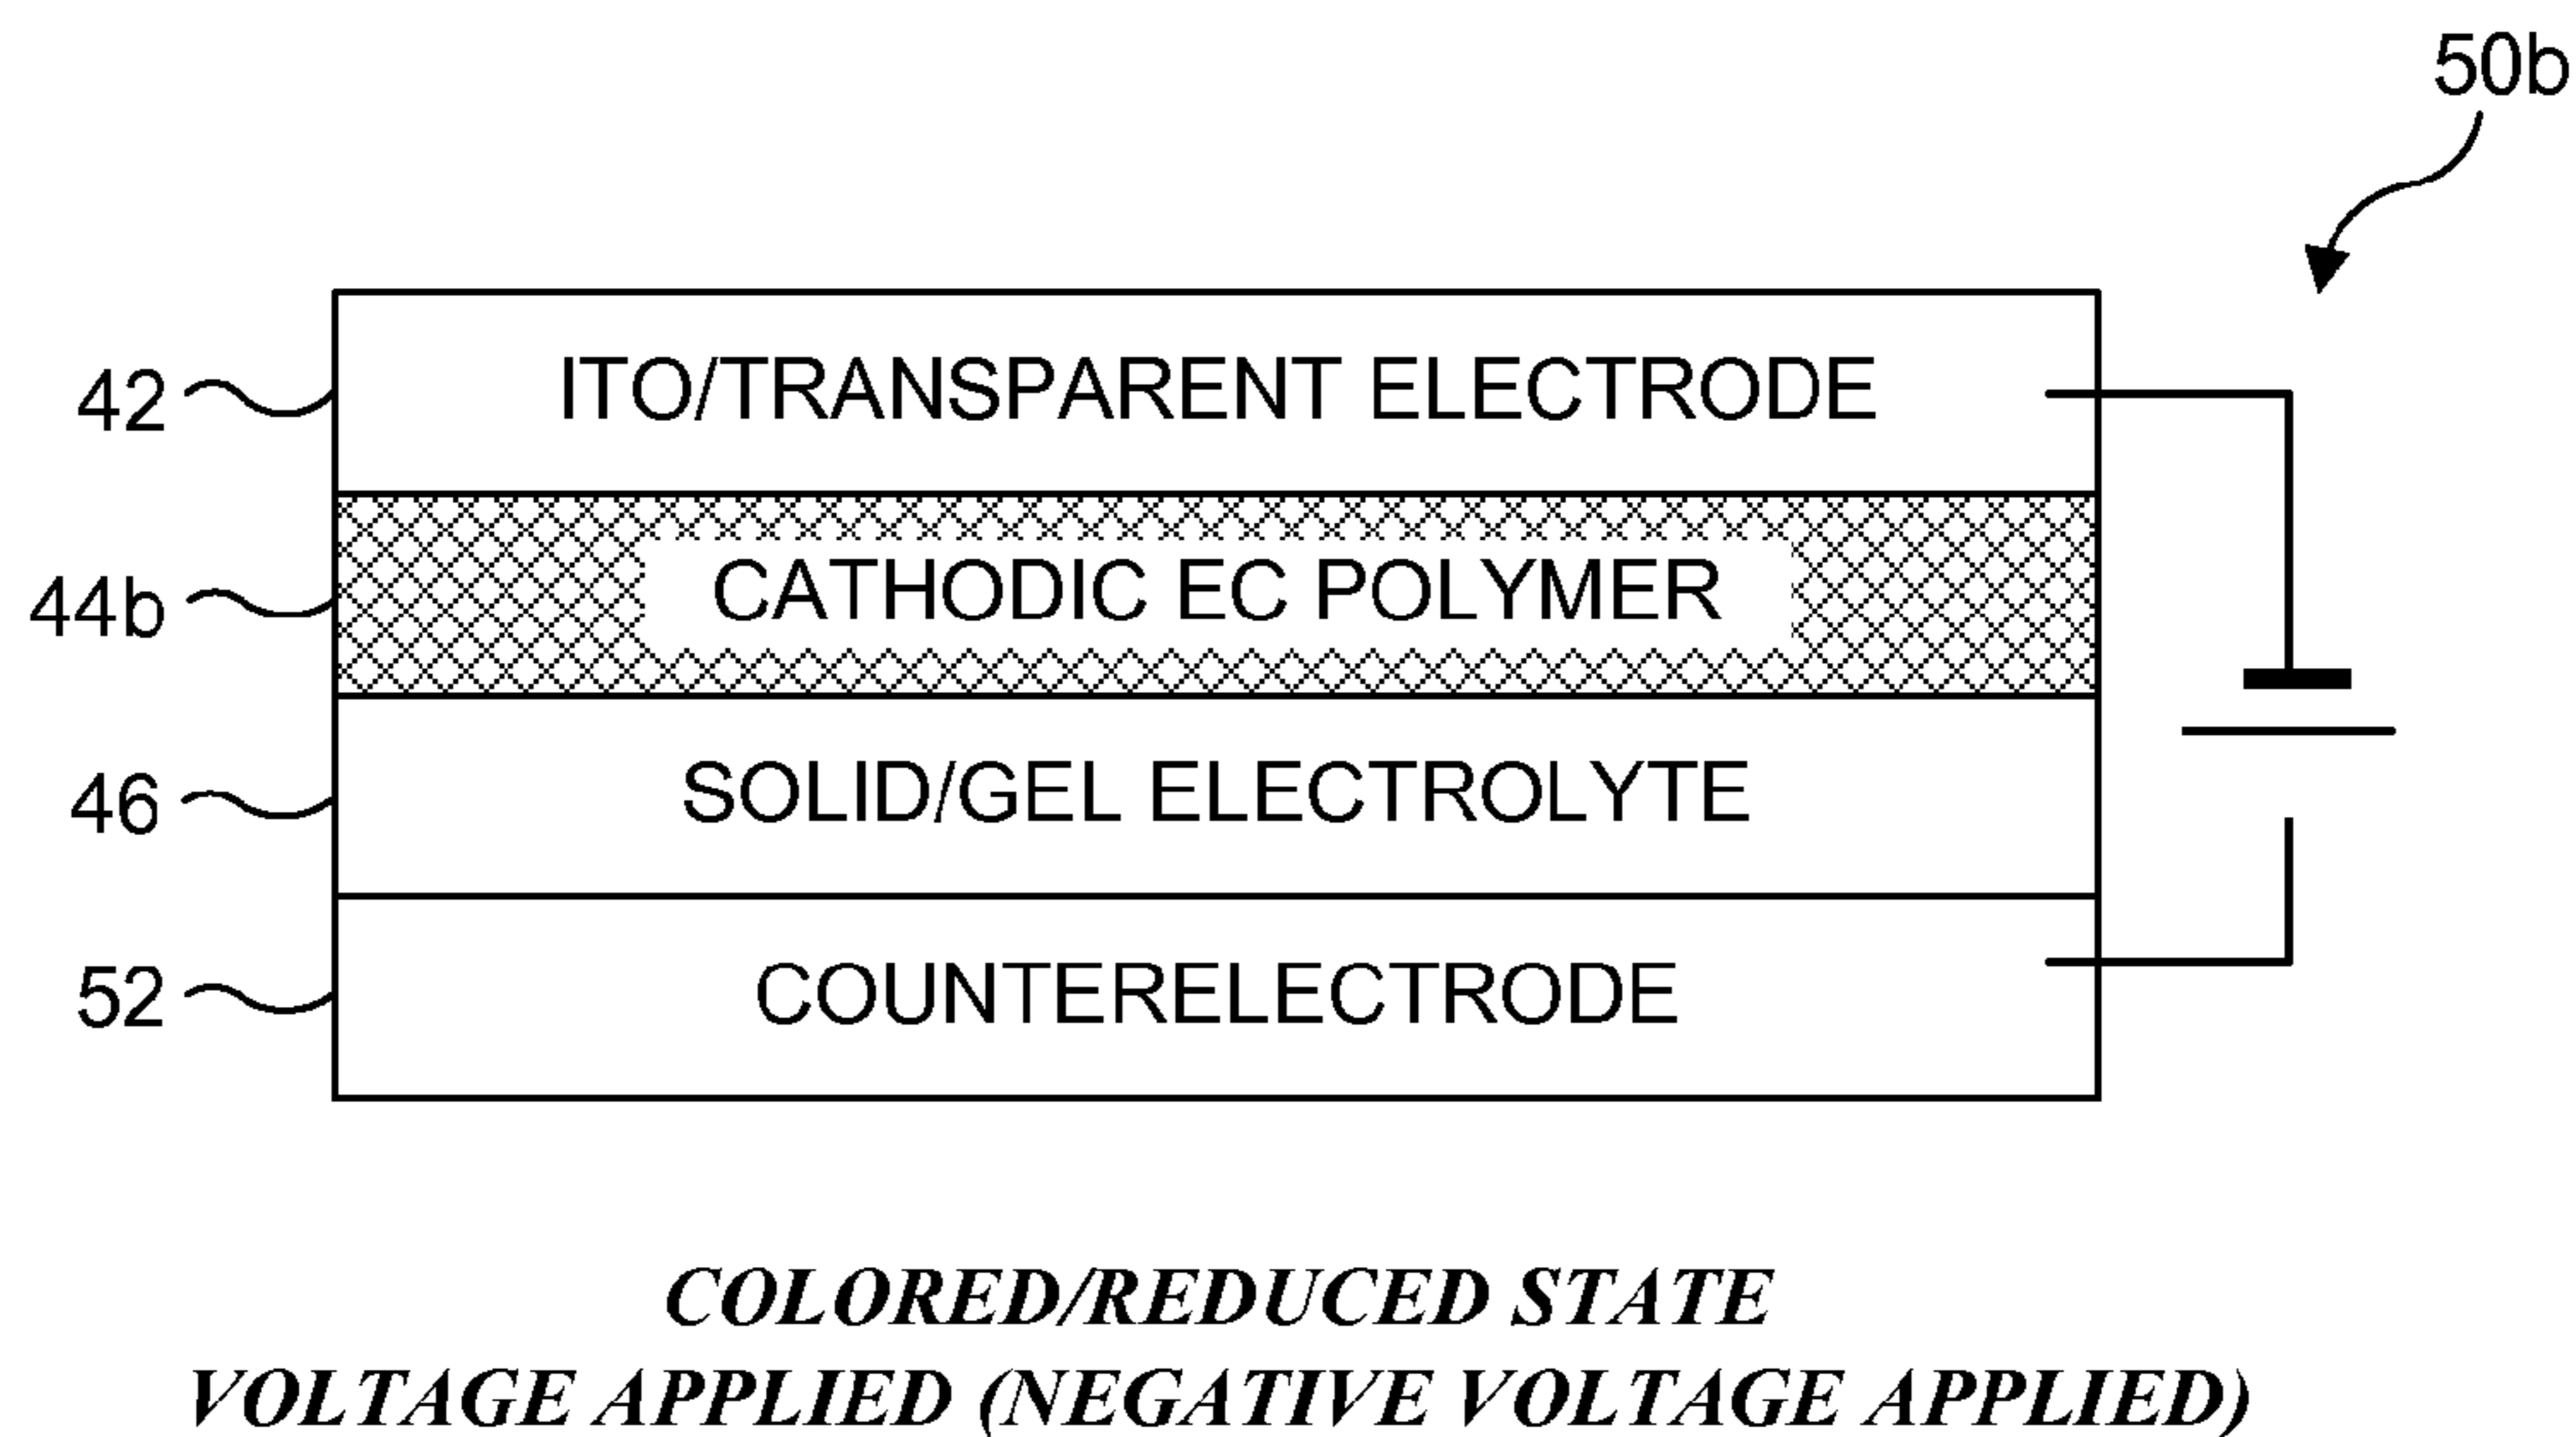 50b
42
ITO/TRANSPARENT ELECTRODE
44b
CATHODIC EC POLYMER
46
SOLID/GEL ELECTROLYTE
52
COUNTERELECTRODE
COLORED/REDUCED STATE
VOLTAGE APPLIED (NEGATIVE VOLTAGE APPLIED)